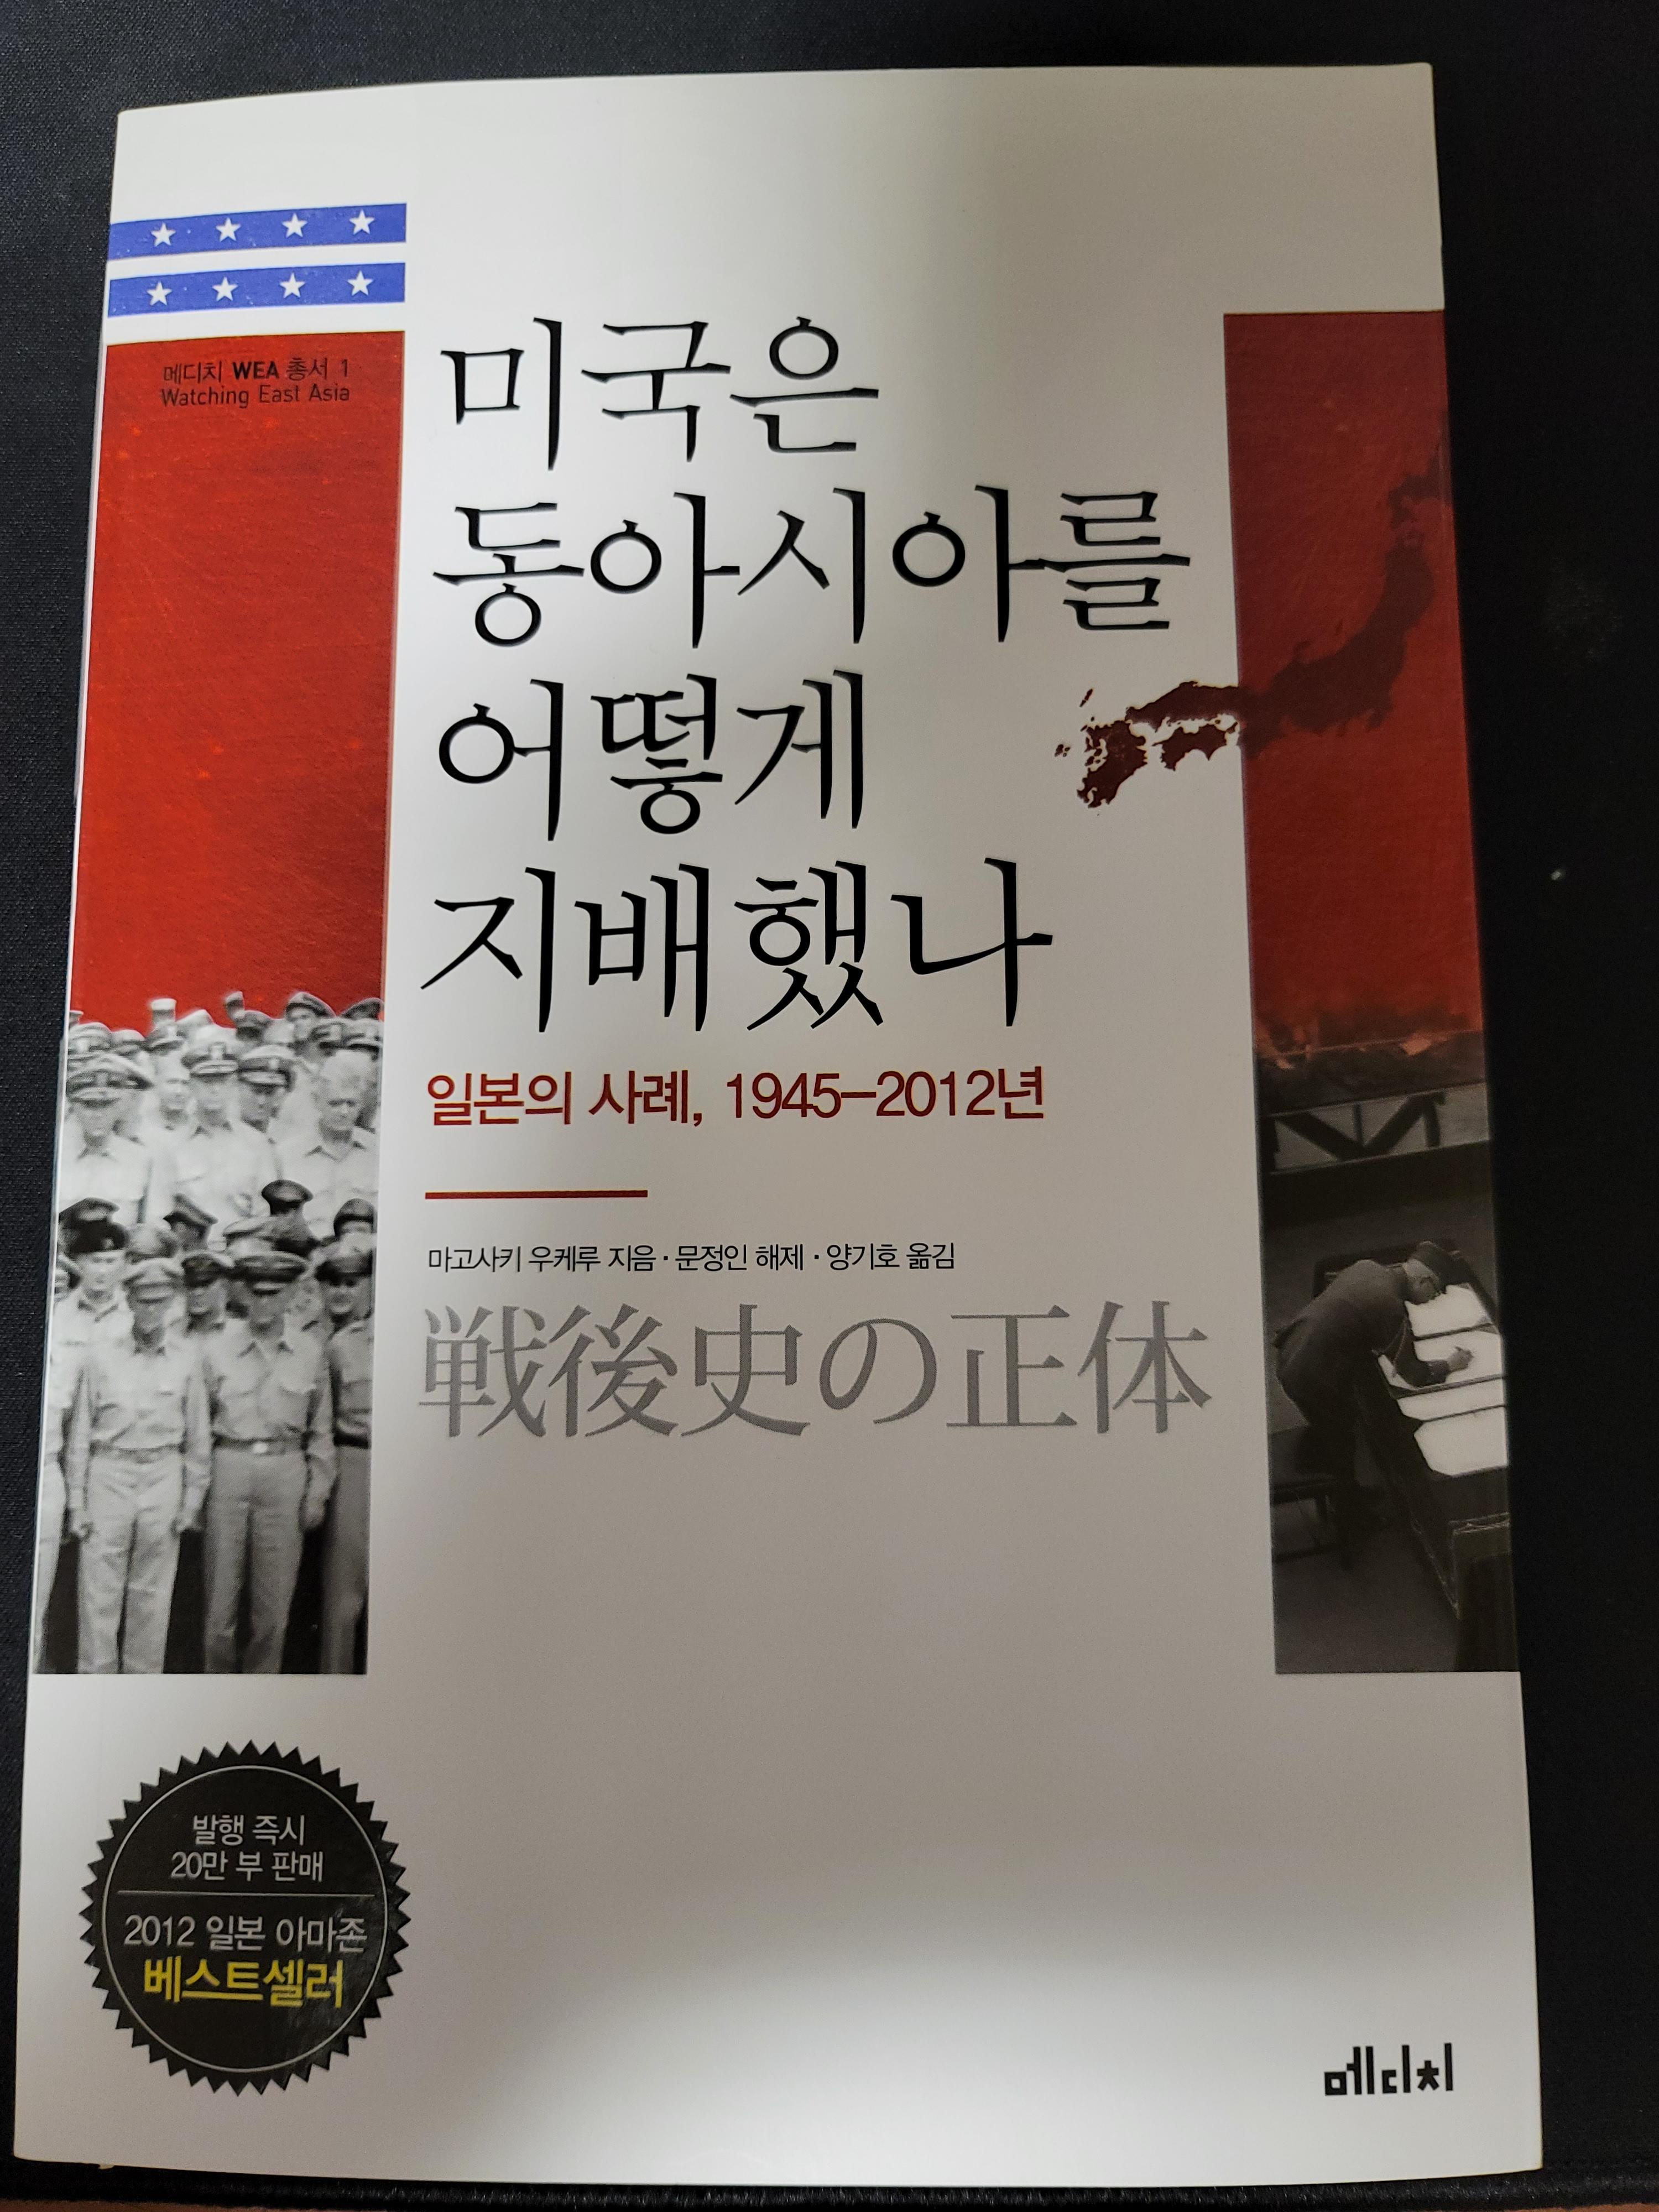 메디치 WEA 총서 1
Watching East Asia
미국은
동아시아를
어떻게
지배했나
일본의 사례, 1945–2012년
마고사키 우케루 지음 · 문정인 해제 · 양기호 옮김
戦後史の正体
발행 즉시
20만 부 판매
2012 일본 아마존
베스트셀러
메디치